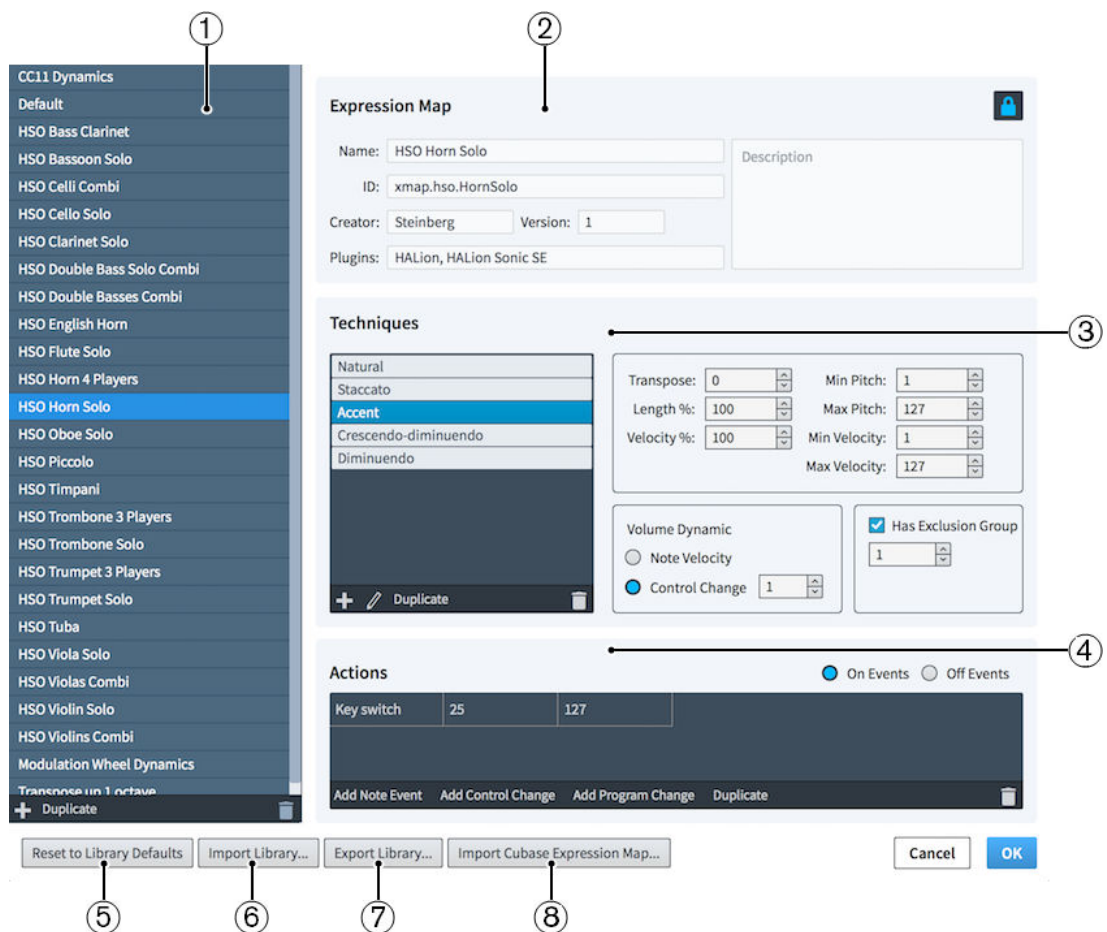 ①
②
CC11 Dynamics
Default
HSO Bass Clarinet
HSO Bassoon Solo
HSO Celli Combi
HSO Cello Solo
HSO Clarinet Solo
HSO Double Bass Solo Combi
HSO Double Basses Combi
HSO English Horn
HSO Flute Solo
HSO Horn 4 Players
HSO Horn Solo
HSO Oboe Solo
HSO Piccolo
HSO Timpani
HSO Trombone 3 Players
HSO Trombone Solo
HSO Trumpet 3 Players
HSO Trumpet Solo
HSO Tuba
HSO Viola Solo
HSO Violas Combi
HSO Violin Solo
HSO Violins Combi
Modulation Wheel Dynamics
Transpose up 1 octave
Duplicate
Expression Map
Name: HSO Horn Solo
ID: xmap.hso.HornSolo
Creator: Steinberg Version: 1
Plugins: HALion, HALion Sonic SE
Description
Techniques
③
Natural
Staccato
Accent
Crescendo-diminuendo
Diminuendo
Duplicate
Transpose: 0 Min Pitch: 1
Length %: 100 Max Pitch: 127
Velocity %: 100 Min Velocity: 1
Max Velocity: 127
Volume Dynamic
Note Velocity
Control Change 1
Has Exclusion Group
1
④
Actions
On Events Off Events
Key switch 25 127
Add Note Event Add Control Change Add Program Change Duplicate
Reset to Library Defaults Import Library... Export Library... Import Cubase Expression Map... Cancel OK
⑤ ⑥ ⑦ ⑧